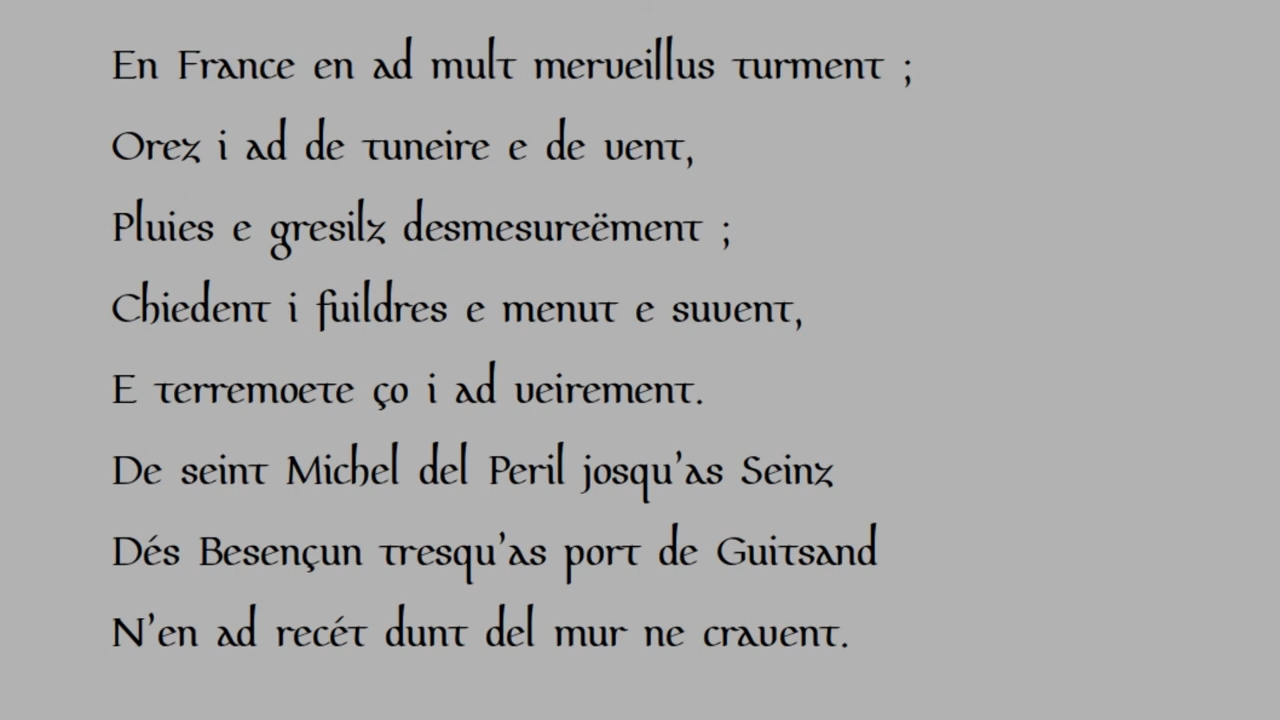 En France en ad mult merveillus turment ;
Orez i ad de tuneire e de vent,
Pluies e gresilz desmesureëment ;
Chiedent i fuildres e menut e suvent,
E terremoete ço i ad veirement.
De seint Michel del Peril josqu’as Seinz
Dés Besençun tresqu’as port de Guitsand
N’en ad recét dunt del mur ne cravent.